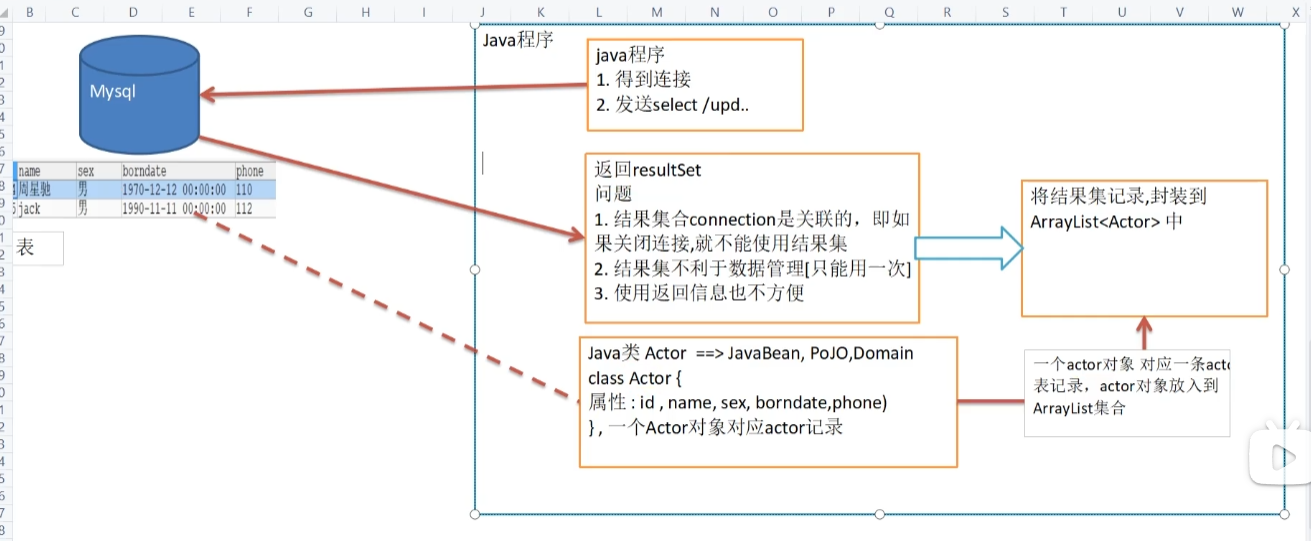 B C D E F G H I J K L M N O P Q R S T U V W X
Java程序
java程序
1. 得到连接
2. 发送select /upd..
Mysql
name sex borndate phone
周星驰 男 1970-12-12 00:00:00 110
jack 男 1990-11-11 00:00:00 112
表
返回resultSet
问题
1. 结果集合connection是关联的，即如
果关闭连接,就不能使用结果集
2. 结果集不利于数据管理[只能用一次]
3. 使用返回信息也不方便
将结果集记录,封装到
ArrayList<Actor> 中
Java类 Actor ==> JavaBean, PoJO,Domain
class Actor {
属性 : id , name, sex, borndate,phone)
} , 一个Actor对象对应actor记录
一个actor对象 对应一条acto
表记录，actor对象放入到
ArrayList集合